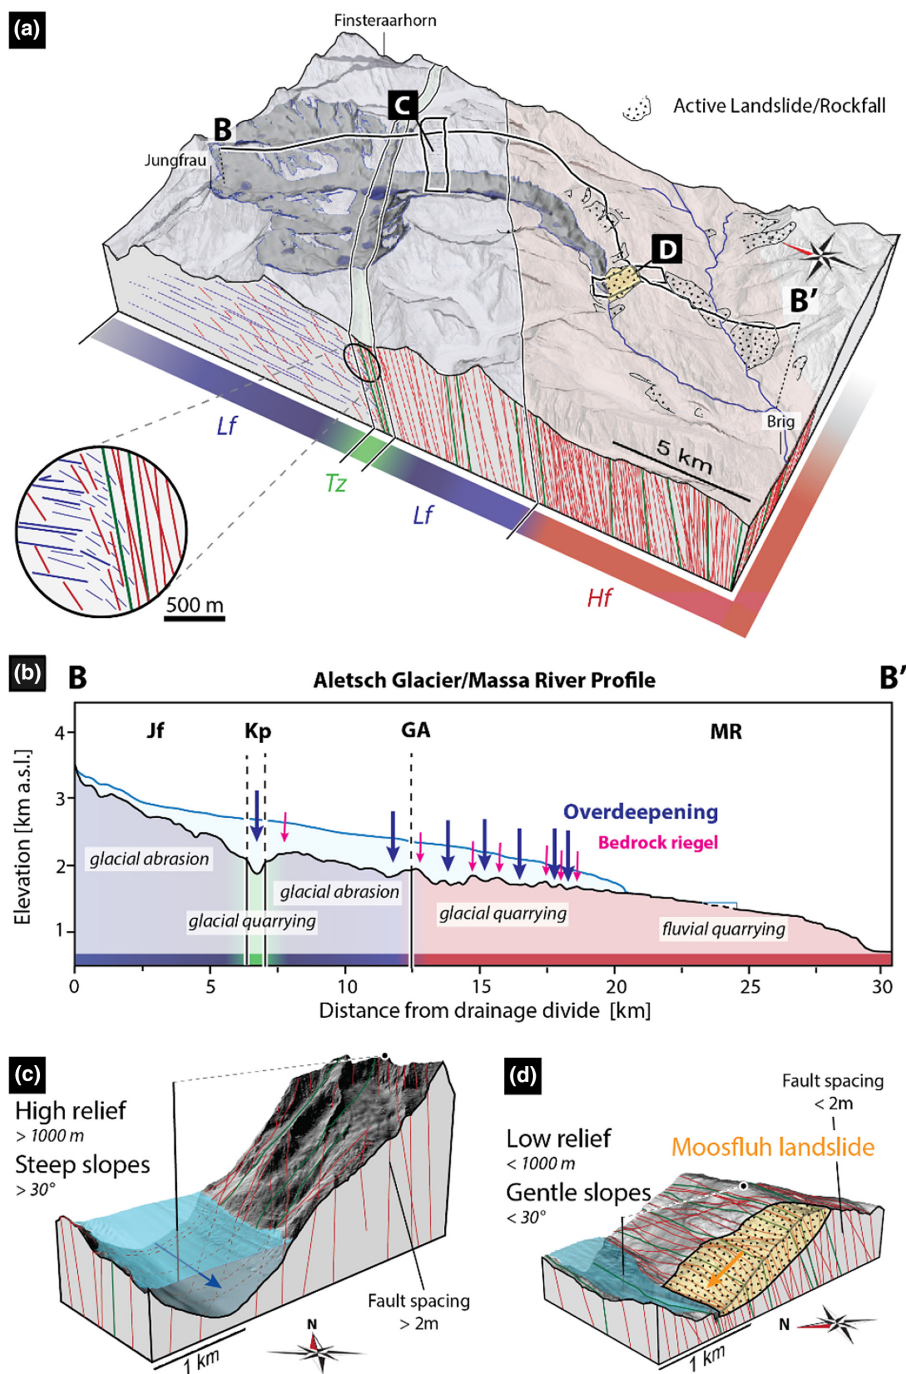 (a)
Finsteraarhorn
C
Active Landslide/Rockfall
B
Jungfrau
D
B’
Brig
5 km
Lf
Tz
Lf
Hf
500 m
(b)
B
Aletsch Glacier/Massa River Profile
B’
Elevation [km a.s.l.]
4
3
2
1
Jf
Kp
GA
MR
Overdeepening
Bedrock riegel
glacial abrasion
glacial abrasion
glacial quarrying
glacial quarrying
fluvial quarrying
0
5
10
15
20
25
30
Distance from drainage divide [km]
(c)
High relief
> 1000 m
Steep slopes
> 30°
Fault spacing
> 2m
N
1 km
(d)
Fault spacing
< 2m
Low relief
< 1000 m
Moosfluh landslide
Gentle slopes
< 30°
N
1 km